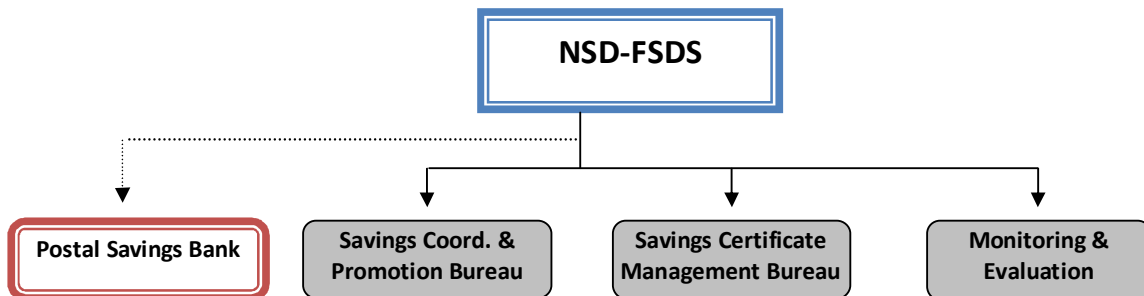 NSD-FSDS
Postal Savings Bank
Savings Coord. &
Promotion Bureau
Savings Certificate
Management Bureau
Monitoring &
Evaluation